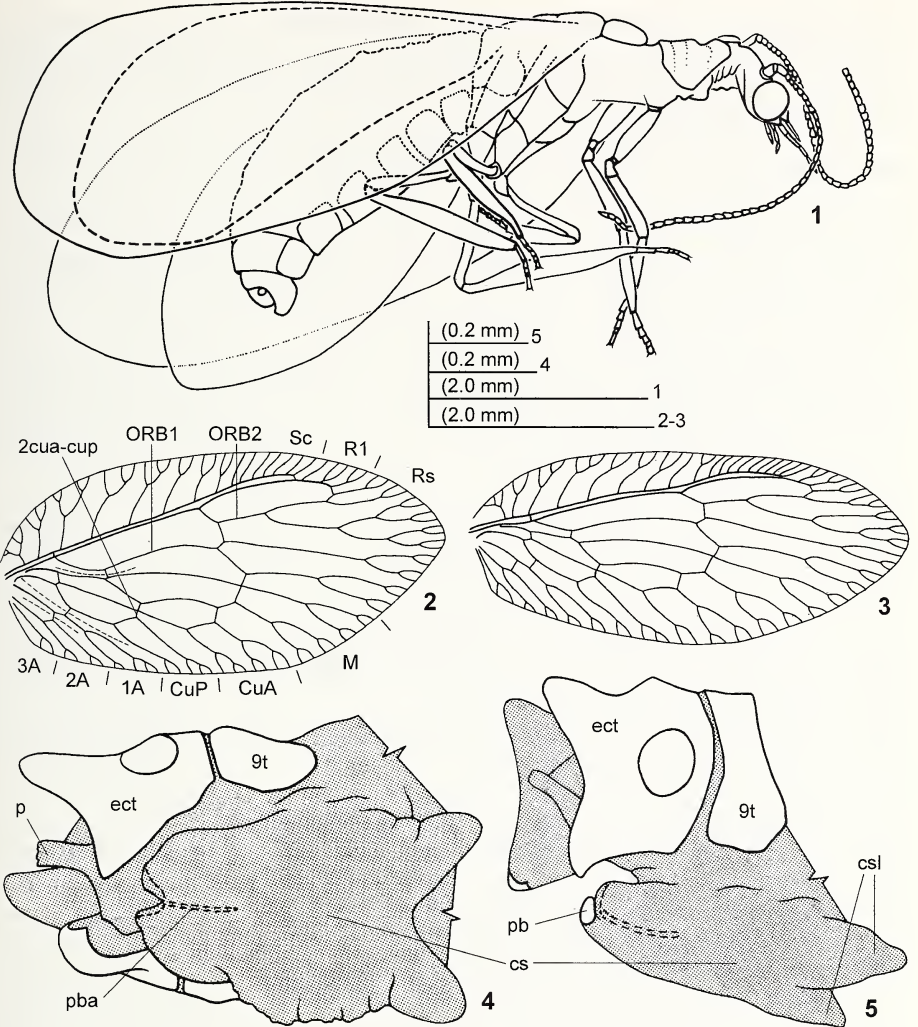 1
(0.2 mm) 5
(0.2 mm) 4
(2.0 mm) 1
(2.0 mm) 2-3
2cua-cup ORB1 ORB2 Sc R1 Rs
2
3A 2A 1A CuP CuA M
3
ect 9t
p
pba
cs
4
ect
9t
csl
pb
5